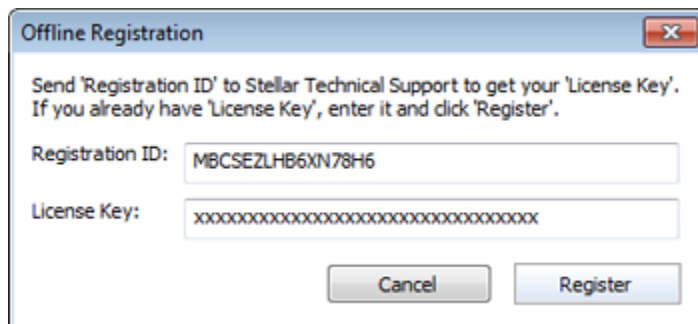 Offline Registration
Send 'Registration ID' to Stellar Technical Support to get your 'License Key'.
If you already have 'License Key', enter it and click 'Register'.
Registration ID: MBCSEZLHB6XN78H6
License Key: xxxxxxxxxxxxxxxxxxxxxxxxxxxxxxxx
Cancel Register